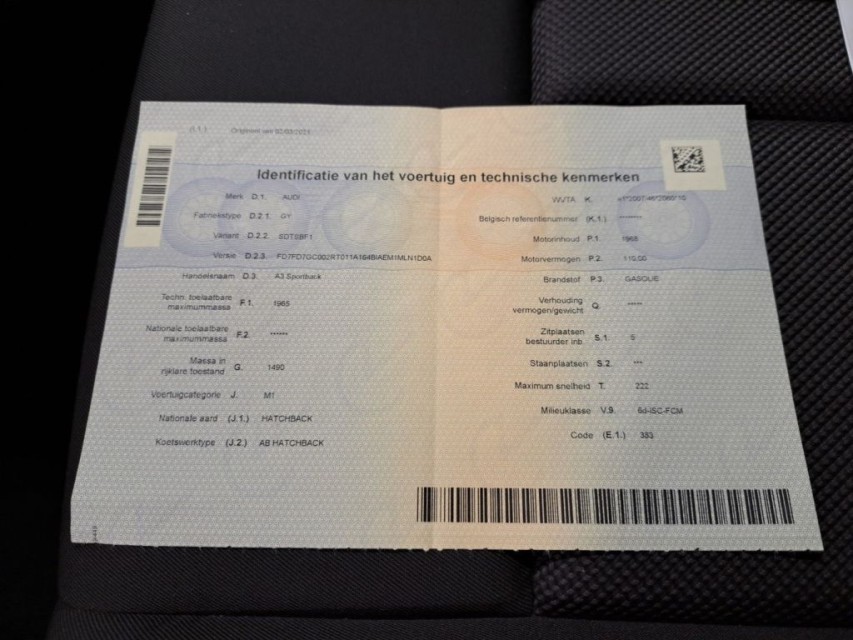 Identificatie van het voertuig en technische kenmerken
Merk D.1. AUDI
Fabriekstype D.2.1. GY
Variant D.2.2.
Versie D.2.3.
Handelsnaam D.3. A3 Sportback
Techn. toelaatbare
maximummassa F.1. 1985
Nationale toelaatbare
maximummassa F.2. ******
Massa in
rijklare toestand G. 1490
Voertuigcategorie J. M1
Nationale aard (J.1.) HATCHBACK
Koetswerktype (J.2.) AB HATCHBACK
WVTA K.
Belgisch referentienummer (K.1.)
Motorinhoud P.1. 1968
Motorvermogen P.2. 110.00
Brandstof P.3. GASOLIE
Verhouding
vermogen/gewicht Q.
Zitplaatsen
bestuurder inb. S.1. 5
Staanplaatsen S.2. ***
Maximum snelheid T. 222
Milieuklasse V.9. 6d-ISC-FCM
Code (E.1.) 383